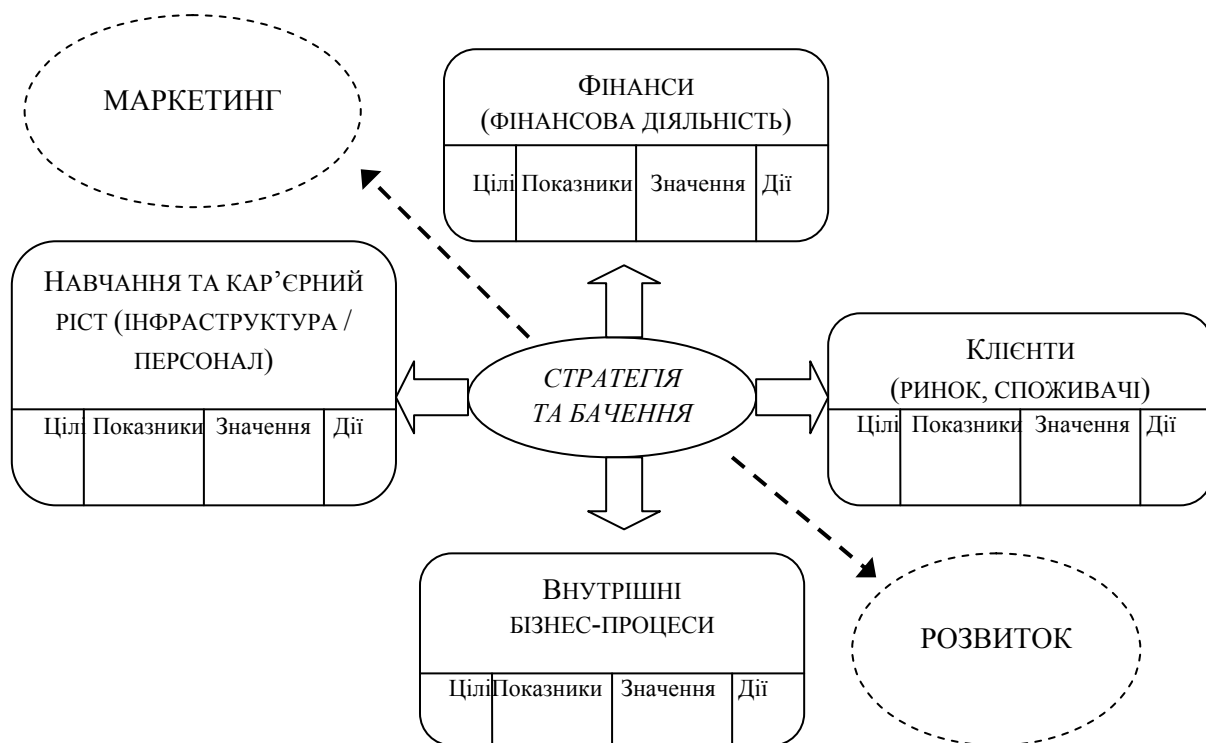 МАРКЕТИНГ
ФІНАНСИ
(ФІНАНСОВА ДІЯЛЬНІСТЬ)
Цілі Показники Значення Дії
НАВЧАННЯ ТА КАР’ЄРНИЙ
РІСТ (ІНФРАСТРУКТУРА /
ПЕРСОНАЛ)
Цілі Показники Значення Дії
СТРАТЕГІЯ
ТА БАЧЕННЯ
КЛІЄНТИ
(РИНОК, СПОЖИВАЧІ)
Цілі Показники Значення Дії
ВНУТРІШНІ
БІЗНЕС-ПРОЦЕСИ
Цілі Показники Значення Дії
РОЗВИТОК